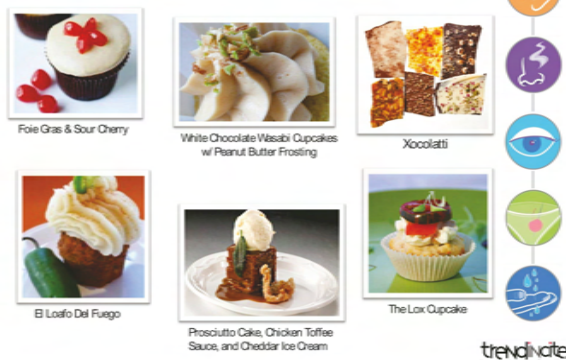 Foie Gras & Sour Cherry
White Chocolate Wasabi Cupcakes
w/ Peanut Butter Frosting
Xocolatti
El Loafo Del Fuego
Prosciutto Cake, Chicken Toffee
Sauce, and Cheddar Ice Cream
The Lox Cupcake
trendincite